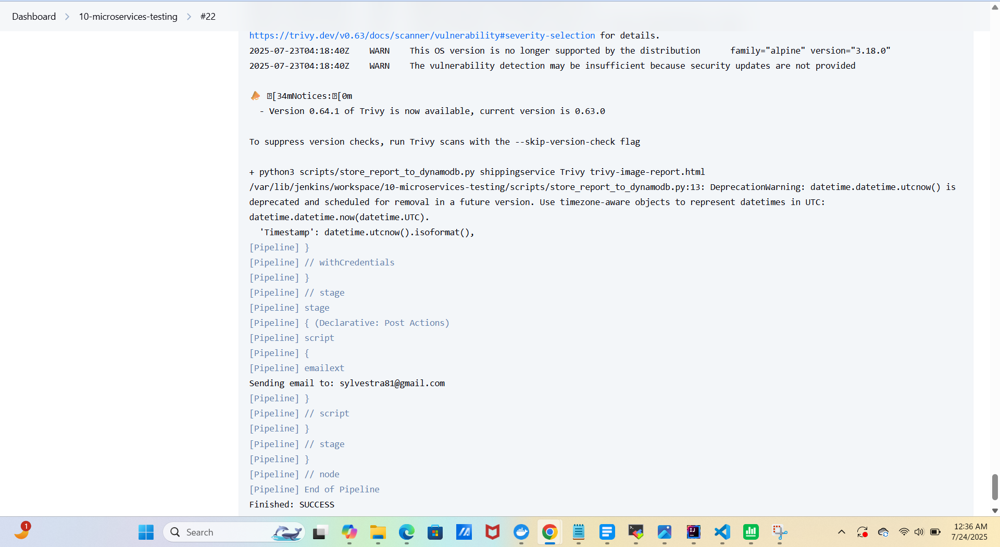 Dashboard > 10-microservices-testing > #22
https://trivy.dev/v0.63/docs/scanner/vulnerability#severity-selection for details.
2025-07-23T04:18:40Z WARN This OS version is no longer supported by the distribution family="alpine" version="3.18.0"
2025-07-23T04:18:40Z WARN The vulnerability detection may be insufficient because security updates are not provided
[34mNotices:[0m
- Version 0.64.1 of Trivy is now available, current version is 0.63.0
To suppress version checks, run Trivy scans with the --skip-version-check flag
+ python3 scripts/store_report_to_dynamodb.py shippingservice Trivy trivy-image-report.html
/var/lib/jenkins/workspace/10-microservices-testing/scripts/store_report_to_dynamodb.py:13: DeprecationWarning: datetime.datetime.utcnow() is
deprecated and scheduled for removal in a future version. Use timezone-aware objects to represent datetimes in UTC:
datetime.datetime.now(datetime.UTC).
'Timestamp': datetime.utcnow().isoformat(),
[Pipeline] }
[Pipeline] // withCredentials
[Pipeline] }
[Pipeline] // stage
[Pipeline] stage
[Pipeline] { (Declarative: Post Actions)
[Pipeline] script
[Pipeline] {
[Pipeline] emailext
Sending email to: sylvestra81@gmail.com
[Pipeline] }
[Pipeline] // script
[Pipeline] }
[Pipeline] // stage
[Pipeline] }
[Pipeline] // node
[Pipeline] End of Pipeline
Finished: SUCCESS
1
Search
12:36 AM
7/24/2025